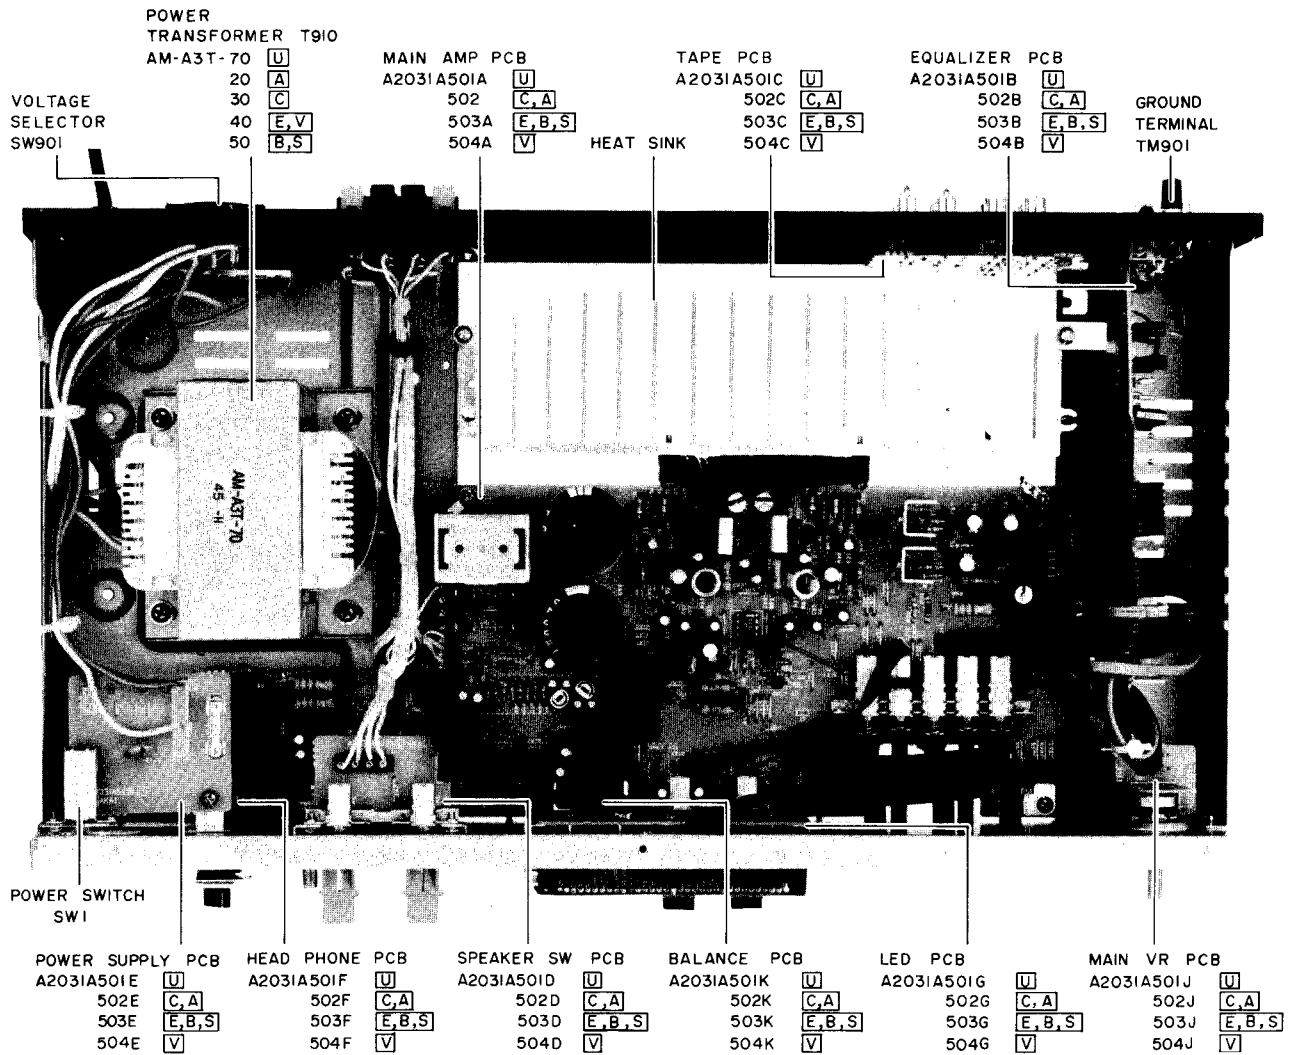 POWER
TRANSFORMER T910
AM-A3T-70 U
20 A
30 C
40 E,V
50 B,S
VOLTAGE
SELECTOR
SW901
MAIN AMP PCB
A2031A501A U
502 C,A
503A E,B,S
504A V
HEAT SINK
TAPE PCB
A2031A501C U
502C C,A
503C E,B,S
504C V
EQUALIZER PCB
A2031A501B U
502B C,A
503B E,B,S
504B V
GROUND
TERMINAL
TM901
AM-A3T-70
45 -H
POWER SWITCH
SW1
POWER SUPPLY PCB
A2031A501E U
502E C,A
503E E,B,S
504E V
HEAD PHONE PCB
A2031A501F U
502F C,A
503F E,B,S
504F V
SPEAKER SW PCB
A2031A501D U
502D C,A
503D E,B,S
504D V
BALANCE PCB
A2031A501K U
502K C,A
503K E,B,S
504K V
LED PCB
A2031A501G U
502G C,A
503G E,B,S
504G V
MAIN VR PCB
A2031A501J U
502J C,A
503J E,B,S
504J V